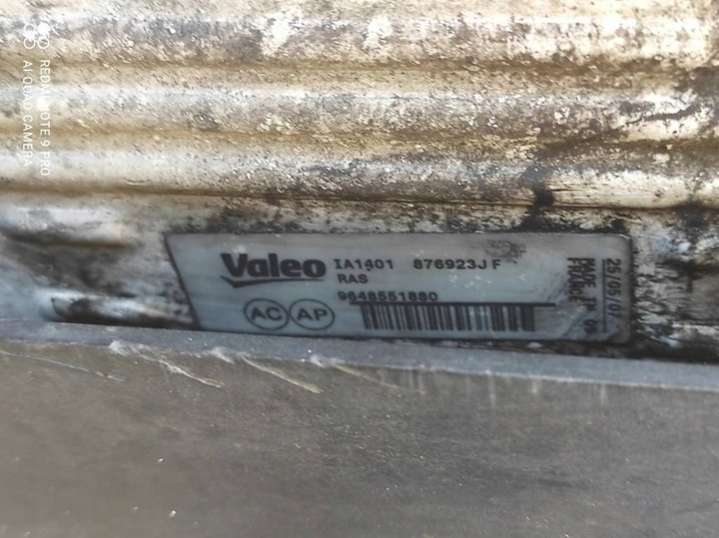 Valeo IA1401 876923J F
RAS
9648551880
AC AP
25/05/07
MADE IN
FRANCE
REDMI NOTE 9 PRO
AI QUAD CAMERA